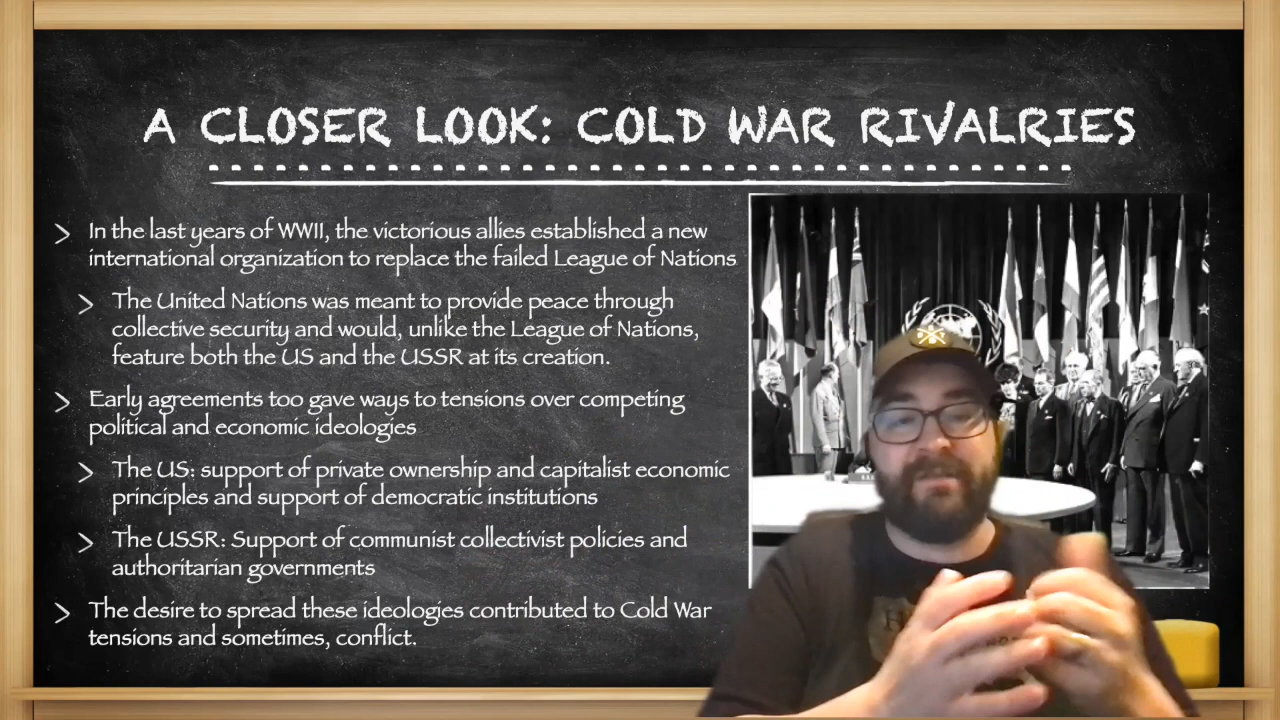 A CLOSER LOOK: COLD WAR RIVALRIES
In the last years of WWII, the victorious allies established a new
international organization to replace the failed League of Nations
The United Nations was meant to provide peace through
collective security and would, unlike the League of Nations,
feature both the US and the USSR at its creation.
Early agreements too gave ways to tensions over competing
political and economic ideologies
The US: support of private ownership and capitalist economic
principles and support of democratic institutions
The USSR: Support of communist collectivist policies and
authoritarian governments
The desire to spread these ideologies contributed to Cold War
tensions and sometimes, conflict.